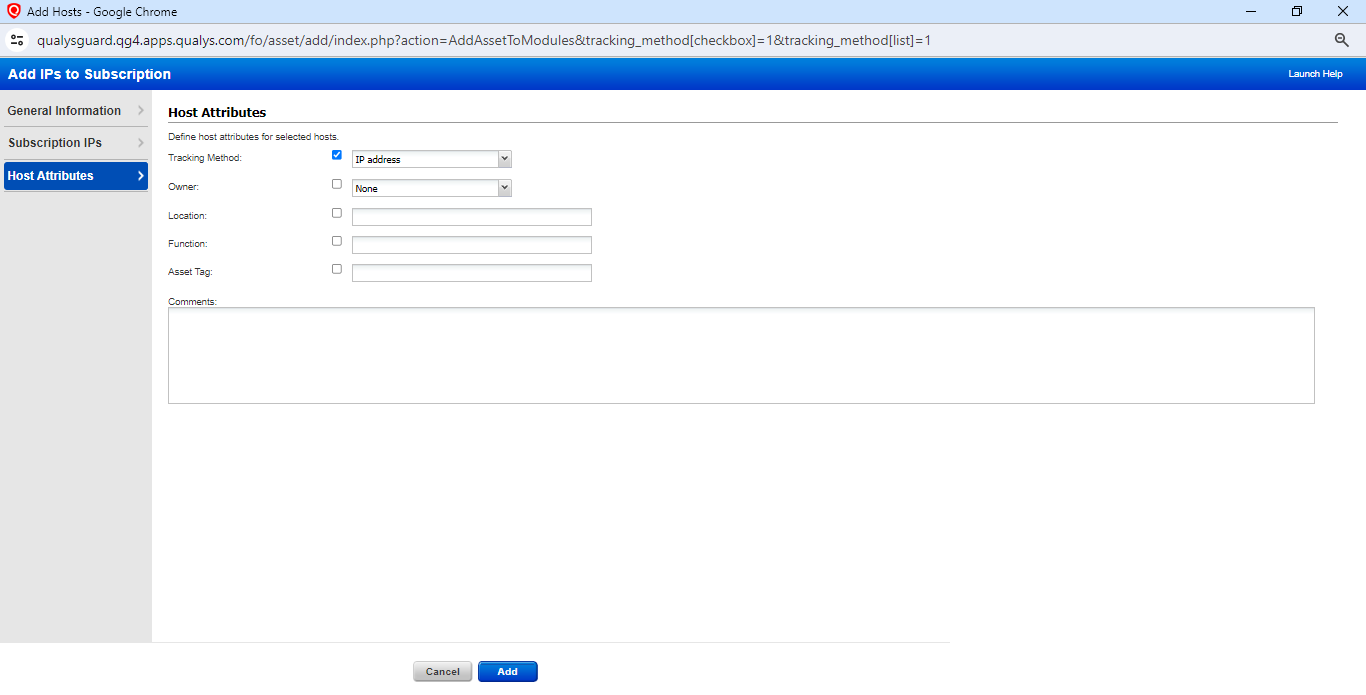 Add Hosts - Google Chrome
qualysguard.qg4.apps.qualys.com/fo/asset/add/index.php?action=AddAssetToModules&tracking_method[checkbox]=1&tracking_method[list]=1
Add IPs to Subscription
Launch Help
General Information
Subscription IPs
Host Attributes
Host Attributes
Define host attributes for selected hosts.
Tracking Method:
IP address
Owner:
None
Location:
Function:
Asset Tag:
Comments:
Cancel
Add